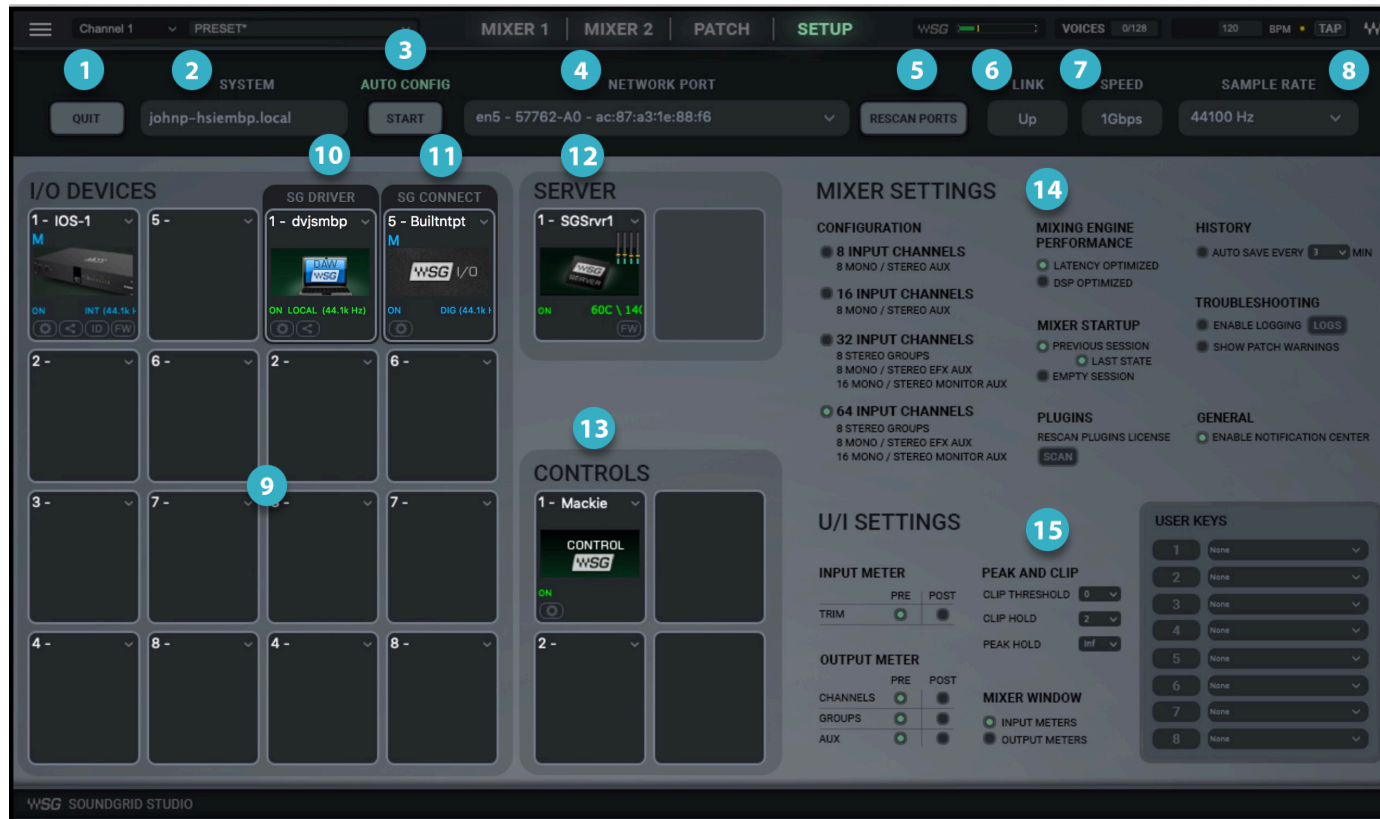 Channel 1
PRESET*
MIXER 1
MIXER 2
PATCH
SETUP
WSG
VOICES 0/128
120 BPM
TAP
1
2
3
4
5
6
7
8
SYSTEM
AUTO CONFIG
NETWORK PORT
LINK
SPEED
SAMPLE RATE
QUIT
johnp-hsiembp.local
START
en5 - 57762-A0 - ac:87:a3:1e:88:f6
RESCAN PORTS
Up
1Gbps
44100 Hz
10
11
12
I/O DEVICES
SG DRIVER
SG CONNECT
1 - IOS-1
M
ON
INT (44.1k H
ID
FW
5 -
1 - dvjsmbp
DAW
WSG
ON LOCAL (44.1k Hz)
5 - Builtntpt
M
WSG I/O
ON
DIG (44.1k H
2 -
6 -
2 -
6 -
3 -
7 -
9
7 -
4 -
8 -
4 -
8 -
SERVER
1 - SGSrvr1
WSG
SERVER
ON
60C \ 14(
FW
13
CONTROLS
1 - Mackie
CONTROL
WSG
ON
2 -
MIXER SETTINGS
14
CONFIGURATION
8 INPUT CHANNELS
8 MONO / STEREO AUX
16 INPUT CHANNELS
8 MONO / STEREO AUX
32 INPUT CHANNELS
8 STEREO GROUPS
8 MONO / STEREO EFX AUX
16 MONO / STEREO MONITOR AUX
64 INPUT CHANNELS
8 STEREO GROUPS
8 MONO / STEREO EFX AUX
16 MONO / STEREO MONITOR AUX
MIXING ENGINE
PERFORMANCE
LATENCY OPTIMIZED
DSP OPTIMIZED
MIXER STARTUP
PREVIOUS SESSION
LAST STATE
EMPTY SESSION
PLUGINS
RESCAN PLUGINS LICENSE
SCAN
HISTORY
AUTO SAVE EVERY 3 MIN
TROUBLESHOOTING
ENABLE LOGGING LOGS
SHOW PATCH WARNINGS
GENERAL
ENABLE NOTIFICATION CENTER
U/I SETTINGS
15
INPUT METER
PRE POST
TRIM
OUTPUT METER
PRE POST
CHANNELS
GROUPS
AUX
PEAK AND CLIP
CLIP THRESHOLD 0
CLIP HOLD 2
PEAK HOLD Inf
MIXER WINDOW
INPUT METERS
OUTPUT METERS
USER KEYS
1 None
2 None
3 None
4 None
5 None
6 None
7 None
8 None
WSG SOUNDGRID STUDIO